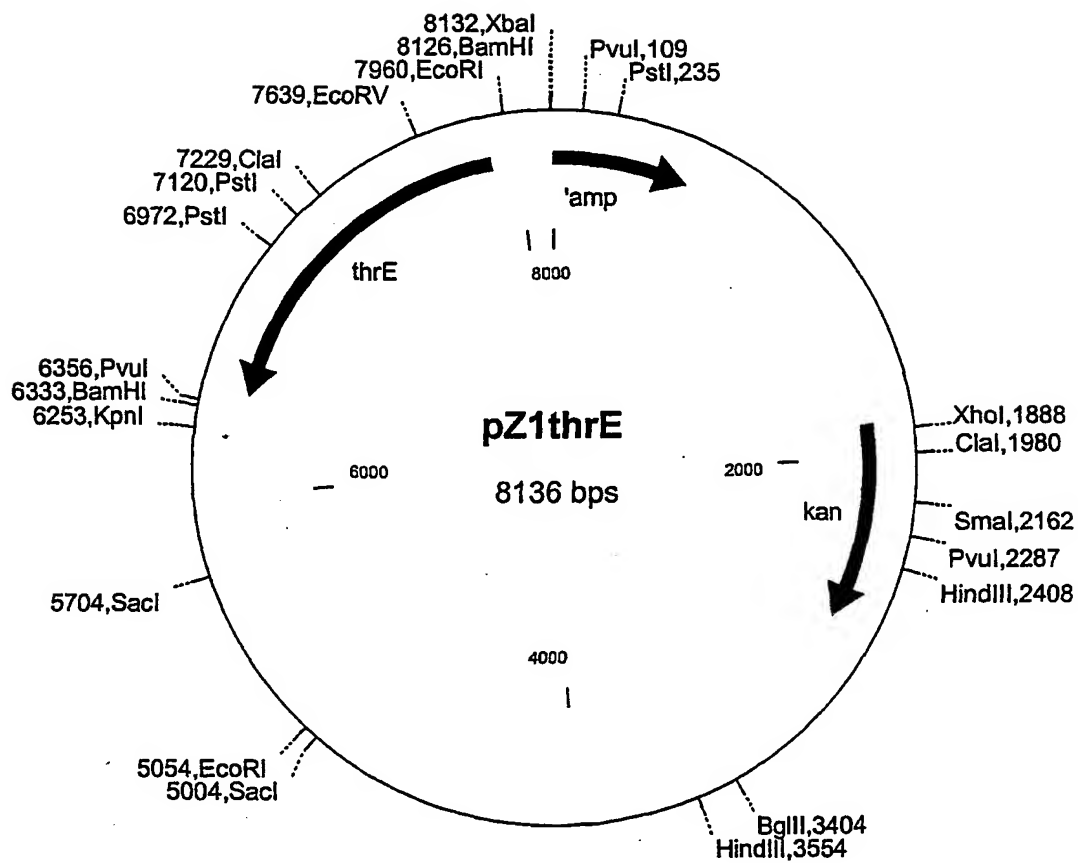 8132,XbaI
8126,BamHI
7960,EcoRI
7639,EcoRV
PvuI,109
PstI,235
7229,ClaI
7120,PstI
6972,PstI
'amp
thrE
8000
6356,PvuI
6333,BamHI
6253,KpnI
pZ1thrE
8136 bps
6000
2000
kan
XhoI,1888
ClaI,1980
SmaI,2162
PvuI,2287
HindIII,2408
5704,SacI
4000
5054,EcoRI
5004,SacI
BglII,3404
HindIII,3554